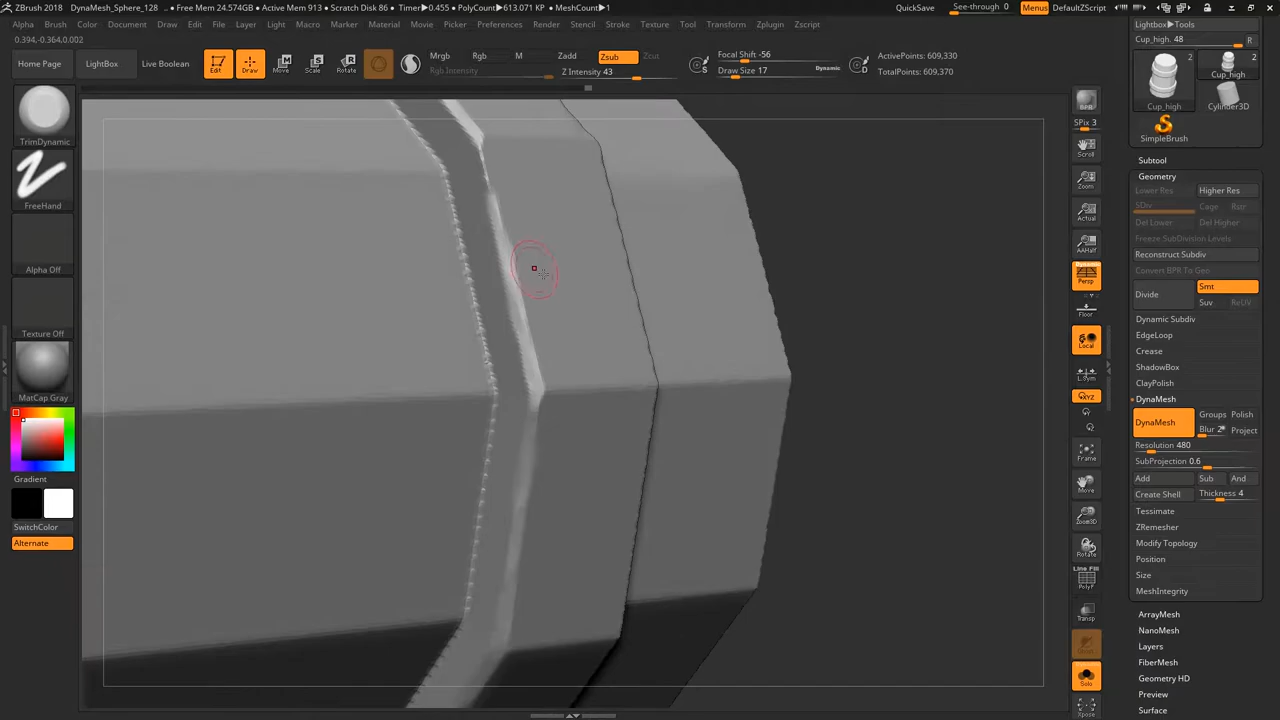 ZBrush 2018
DynaMesh_Sphere_128
• Free Mem 24.574GB • Active Mem 913 • Scratch Disk 86 • Timer▶0.455 • PolyCount▶613.071 KP • MeshCount▶1
QuickSave
See-through 0
Menus
DefaultZScript
Alpha Brush Color Document Draw Edit File Layer Light Macro Marker Material Movie Picker Preferences Render Stencil Stroke Texture Tool Transform Zplugin Zscript
0.394,-0.364,0.002
Home Page
LightBox
Live Boolean
Edit
Draw
Move
Scale
Rotate
Mrgb
Rgb
M
Rgb Intensity
Zadd
Zsub
Zcut
Z Intensity 43
Focal Shift -56
Draw Size 17
Dynamic
ActivePoints: 609,330
TotalPoints: 609,370
TrimDynamic
FreeHand
Alpha Off
Texture Off
MatCap Gray
Gradient
SwitchColor
Alternate
BPR
SPix 3
Scroll
Zoom
Actual
AAHalf
Dynamic
Persp
Floor
Local
L.Sym
XYZ
Frame
Move
Zoom3D
Rotate
Line Fill
PolyF
Transp
Dynamic
Solo
Xpose
Lightbox▶Tools
Cup_high. 48
R
2
Cup_high
2
Cup_high
Cylinder3D
SimpleBrush
Subtool
Geometry
Lower Res
Higher Res
SDiv
Cage
Rstr
Del Lower
Del Higher
Freeze SubDivision Levels
Reconstruct Subdiv
Convert BPR To Geo
Divide
Smt
Suv
ReUV
Dynamic Subdiv
EdgeLoop
Crease
ShadowBox
ClayPolish
DynaMesh
DynaMesh
Groups
Polish
Blur 2
Project
Resolution 480
SubProjection 0.6
Add
Sub
And
Create Shell
Thickness 4
Tessimate
ZRemesher
Modify Topology
Position
Size
MeshIntegrity
ArrayMesh
NanoMesh
Layers
FiberMesh
Geometry HD
Preview
Surface